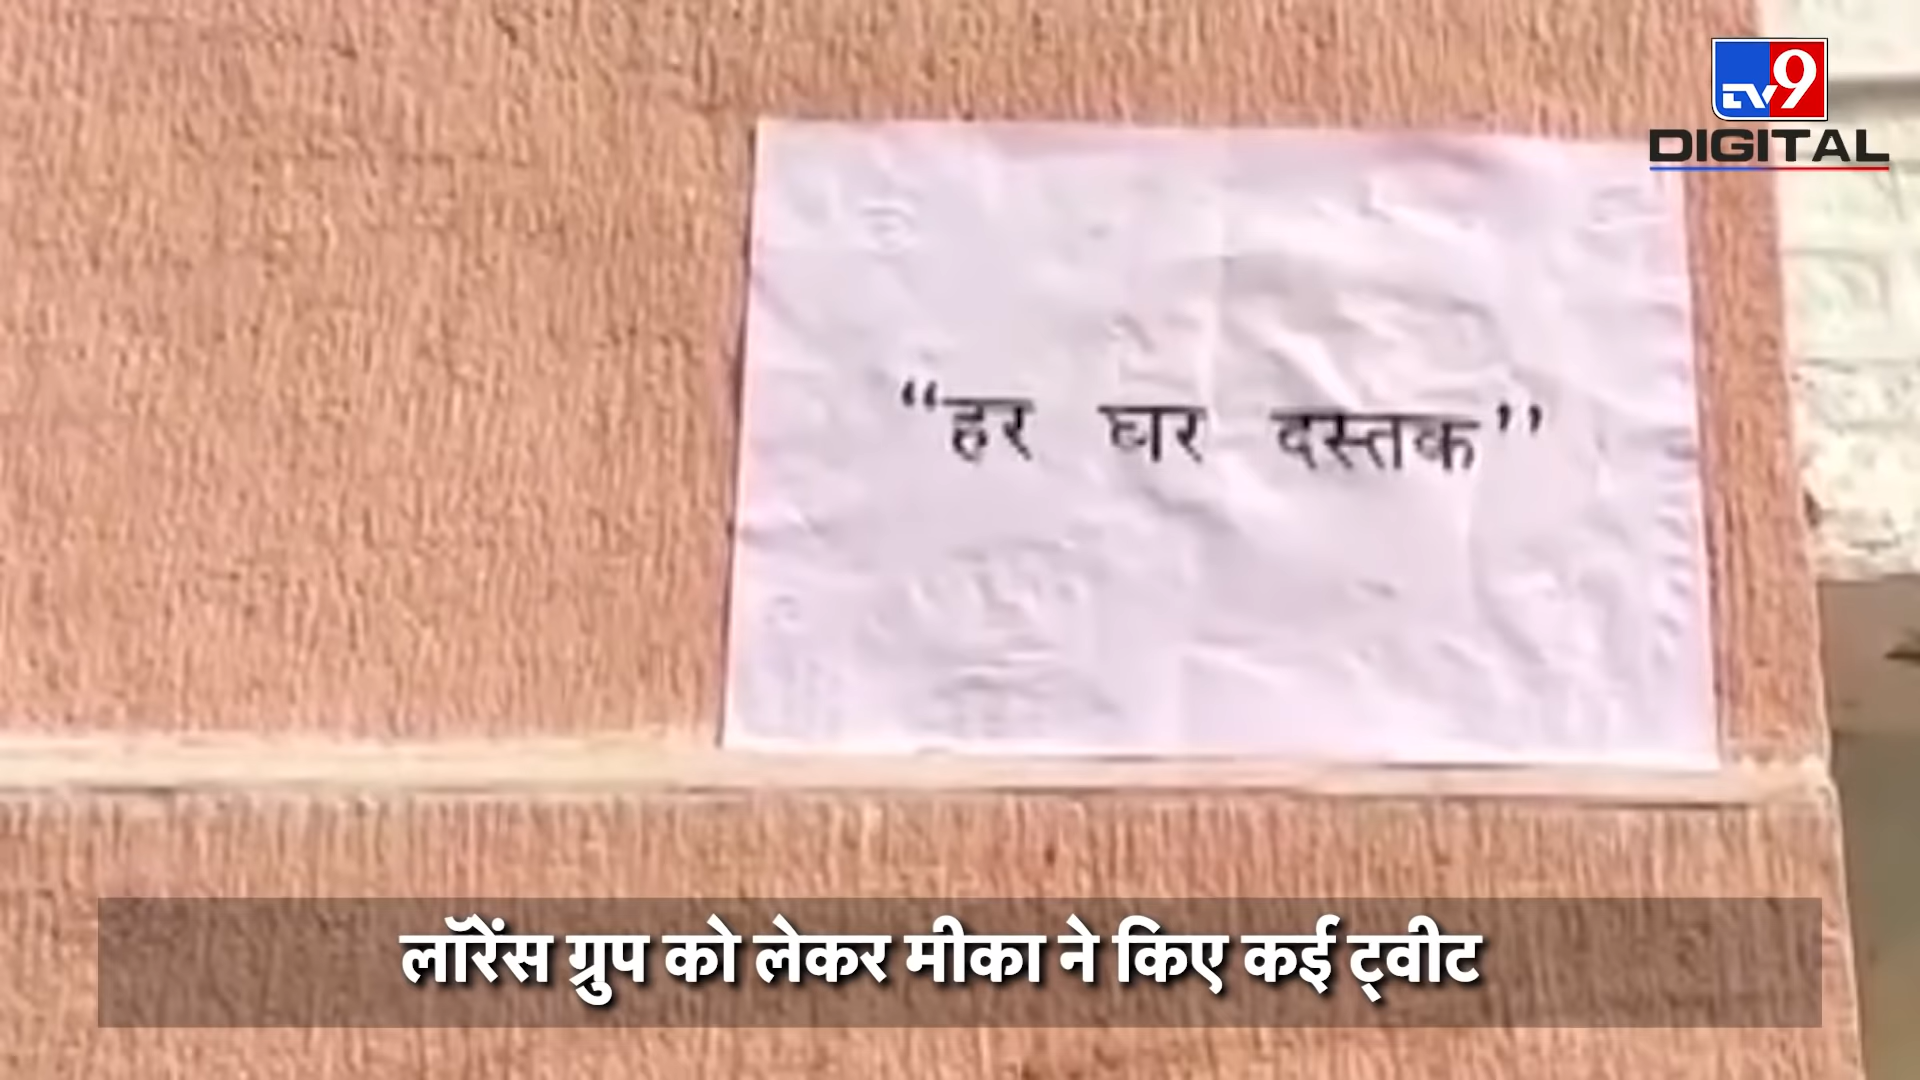 TV9
DIGITAL
“हर घर दस्तक”
लॉरेंस ग्रुप को लेकर मीका ने किए कई ट्वीट